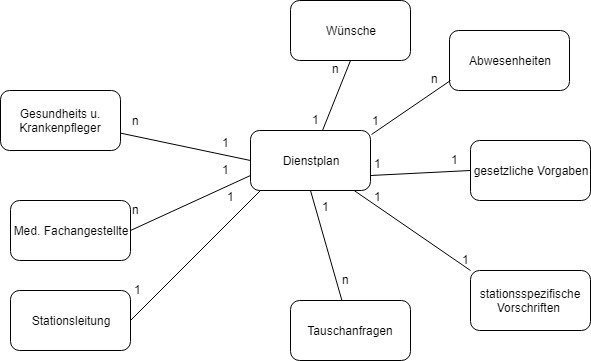 Wünsche
n
1
Abwesenheiten
n
1
Gesundheits u.
Krankenpfleger
n
1
Dienstplan
gesetzliche Vorgaben
1
1
Med. Fachangestellte
n
1
Stationsleitung
1
1
Tauschanfragen
n
1
stationsspezifische
Vorschriften
1
1